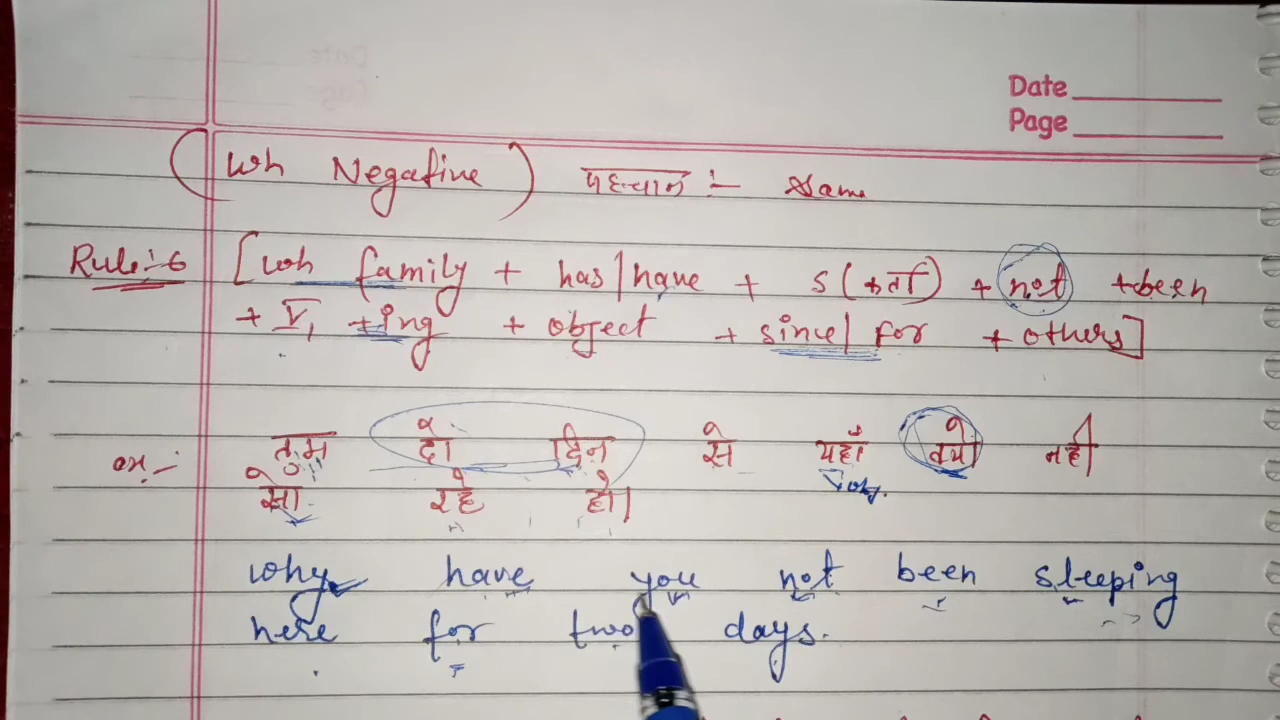 Date
Page
(Wh Negative) पहचान :- Same
Rule:-6 [wh family + has/have + S (कर्ता) + not + been
+ V1 + ing + object + since/for + others]
ex:- तुम दो दिन से यहाँ क्यों नहीं
सो रहे हो।
obj.
why have you not been sleeping
here for two days.